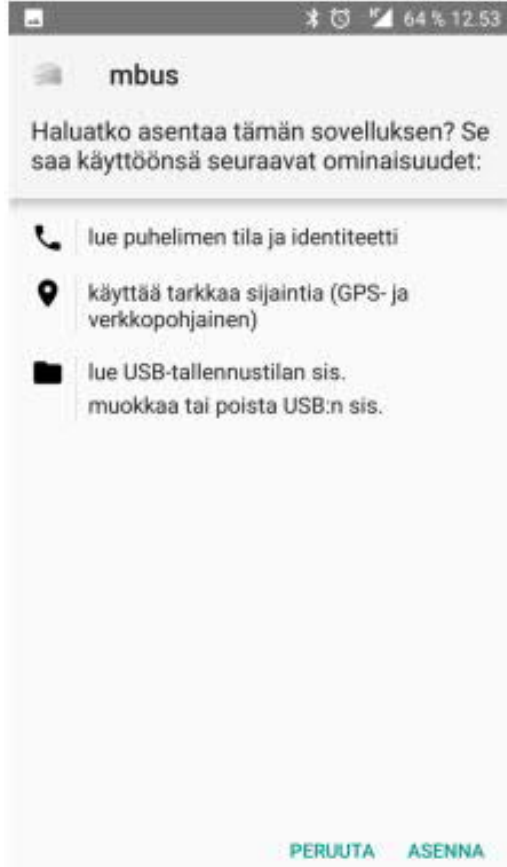 64 % 12.53
mbus
Haluatko asentaa tämän sovelluksen? Se
saa käyttöönsä seuraavat ominaisuudet:
lue puhelimen tila ja identiteetti
käyttää tarkkaa sijaintia (GPS- ja
verkkopohjainen)
lue USB-tallennustilan sis.
muokkaa tai poista USB:n sis.
PERUUTA ASENNA